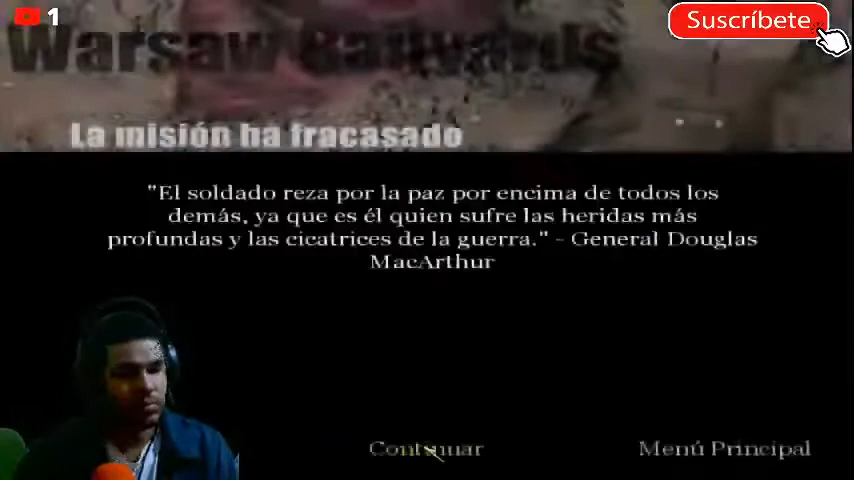 1
Suscríbete
Warsaw
La misión ha fracasado
"El soldado reza por la paz por encima de todos los
demás, ya que es él quien sufre las heridas más
profundas y las cicatrices de la guerra." - General Douglas
MacArthur
Continuar
Menú Principal